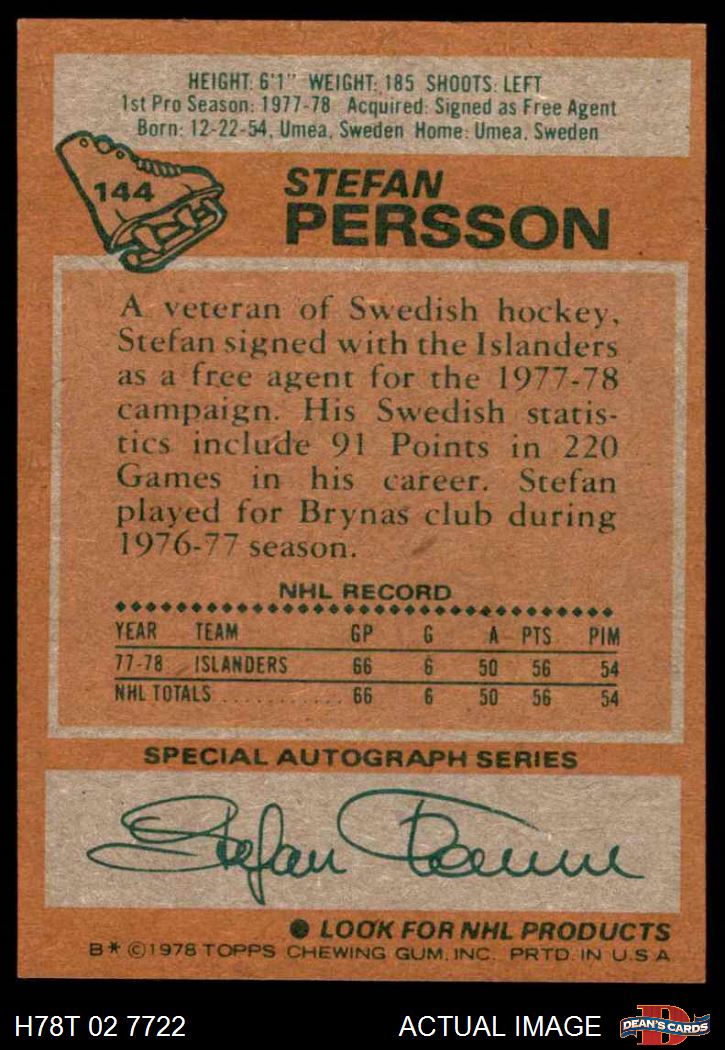 HEIGHT: 6'1" WEIGHT: 185 SHOOTS: LEFT
1st Pro Season: 1977-78 Acquired: Signed as Free Agent
Born: 12-22-54, Umea, Sweden Home: Umea, Sweden
144
STEFAN
PERSSON
A veteran of Swedish hockey,
Stefan signed with the Islanders
as a free agent for the 1977-78
campaign. His Swedish statis-
tics include 91 Points in 220
Games in his career. Stefan
played for Brynas club during
1976-77 season.
NHL RECORD
YEAR TEAM GP G A PTS PIM
77-78 ISLANDERS 66 6 50 56 54
NHL TOTALS ............ 66 6 50 56 54
SPECIAL AUTOGRAPH SERIES
Stefan Persson
● LOOK FOR NHL PRODUCTS
B* ©1978 TOPPS CHEWING GUM, INC. PRTD. IN U.S.A
H78T 02 7722
ACTUAL IMAGE
D
DEAN'S CARDS